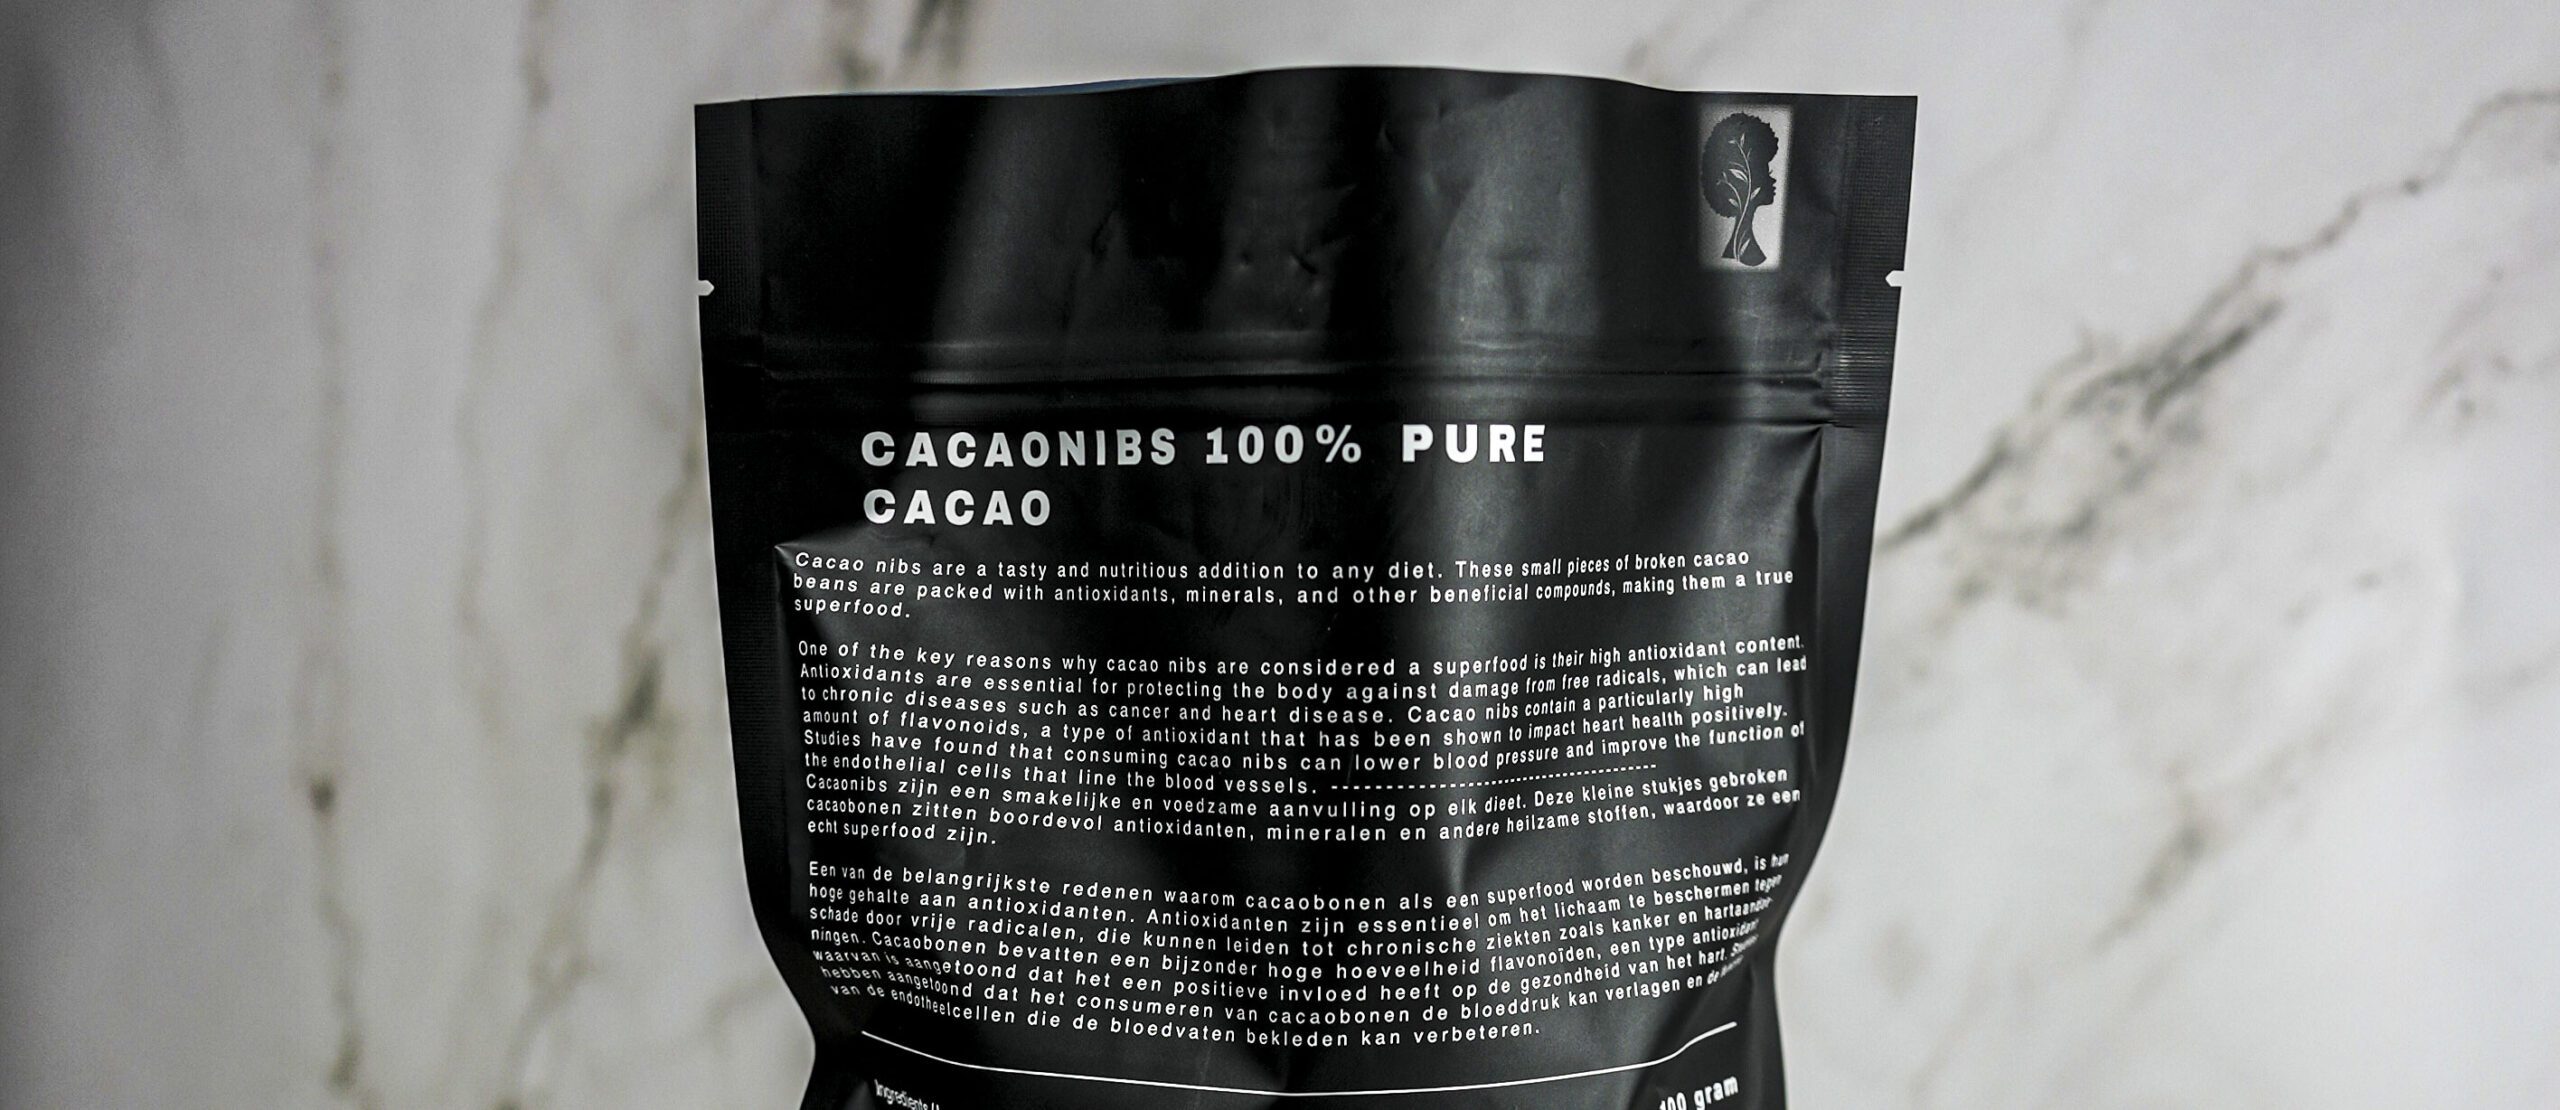 CACAONIBS 100% PURE
CACAO
Cacao nibs are a tasty and nutritious addition to any diet. These small pieces of broken cacao
beans are packed with antioxidants, minerals, and other beneficial compounds, making them a true
superfood.
One of the key reasons why cacao nibs are considered a superfood is their high antioxidant content.
Antioxidants are essential for protecting the body against damage from free radicals, which can lead
to chronic diseases such as cancer and heart disease. Cacao nibs contain a particularly high
amount of flavonoids, a type of antioxidant that has been shown to impact heart health positively.
Studies have found that consuming cacao nibs can lower blood pressure and improve the function of
the endothelial cells that line the blood vessels. ----------------------------------------
Cacaonibs zijn een smakelijke en voedzame aanvulling op elk dieet. Deze kleine stukjes gebroken
cacaobonen zitten boordevol antioxidanten, mineralen en andere heilzame stoffen, waardoor ze een
echt superfood zijn.
Een van de belangrijkste redenen waarom cacaobonen als een superfood worden beschouwd, is hun
hoge gehalte aan antioxidanten. Antioxidanten zijn essentieel om het lichaam te beschermen tegen
schade door vrije radicalen, die kunnen leiden tot chronische ziekten zoals kanker en hartaandoe-
ningen. Cacaobonen bevatten een bijzonder hoge hoeveelheid flavonoïden, een type antioxidant
waarvan is aangetoond dat het een positieve invloed heeft op de gezondheid van het hart.
hebben aangetoond dat het consumeren van cacaobonen de bloeddruk kan verlagen en de
van de endotheelcellen die de bloedvaten bekleden kan verbeteren.
Ingredients
100 gram